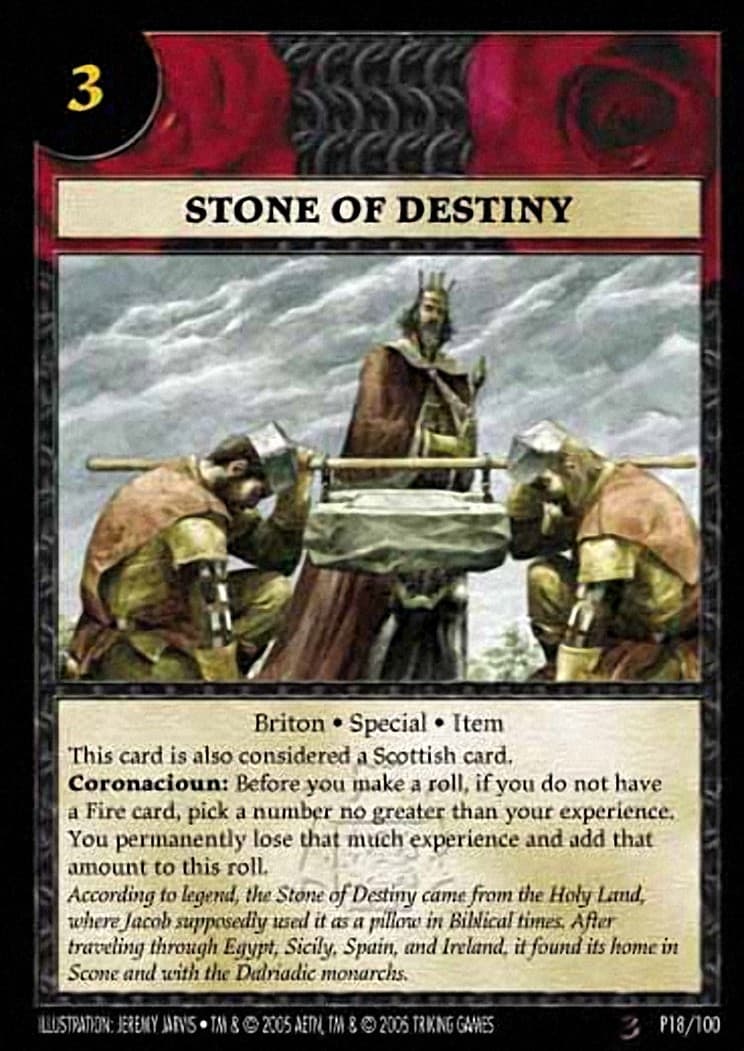 3
STONE OF DESTINY
Briton • Special • Item
This card is also considered a Scottish card.
Coronacioun: Before you make a roll, if you do not have
a Fire card, pick a number no greater than your experience.
You permanently lose that much experience and add that
amount to this roll.
According to legend, the Stone of Destiny came from the Holy Land,
where Jacob supposedly used it as a pillow in Biblical times. After
traveling through Egypt, Sicily, Spain, and Ireland, it found its home in
Scone and with the Dalriadic monarchs.
ILLUSTRATION: JEREMY JARVIS • TM & © 2005 AETN, TM & © 2005 TRIKING GAMES 3 P18/100